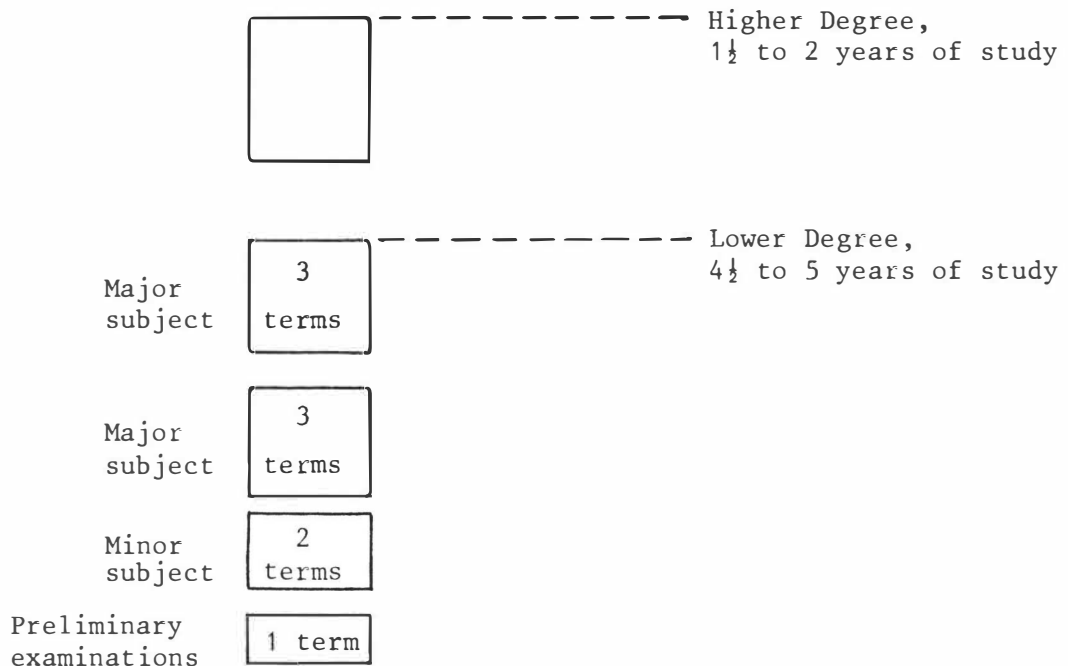 Higher Degree,
1½ to 2 years of study
Lower Degree,
4½ to 5 years of study
Major
subject
3
terms
Major
subject
3
terms
Minor
subject
2
terms
Preliminary
examinations
1 term